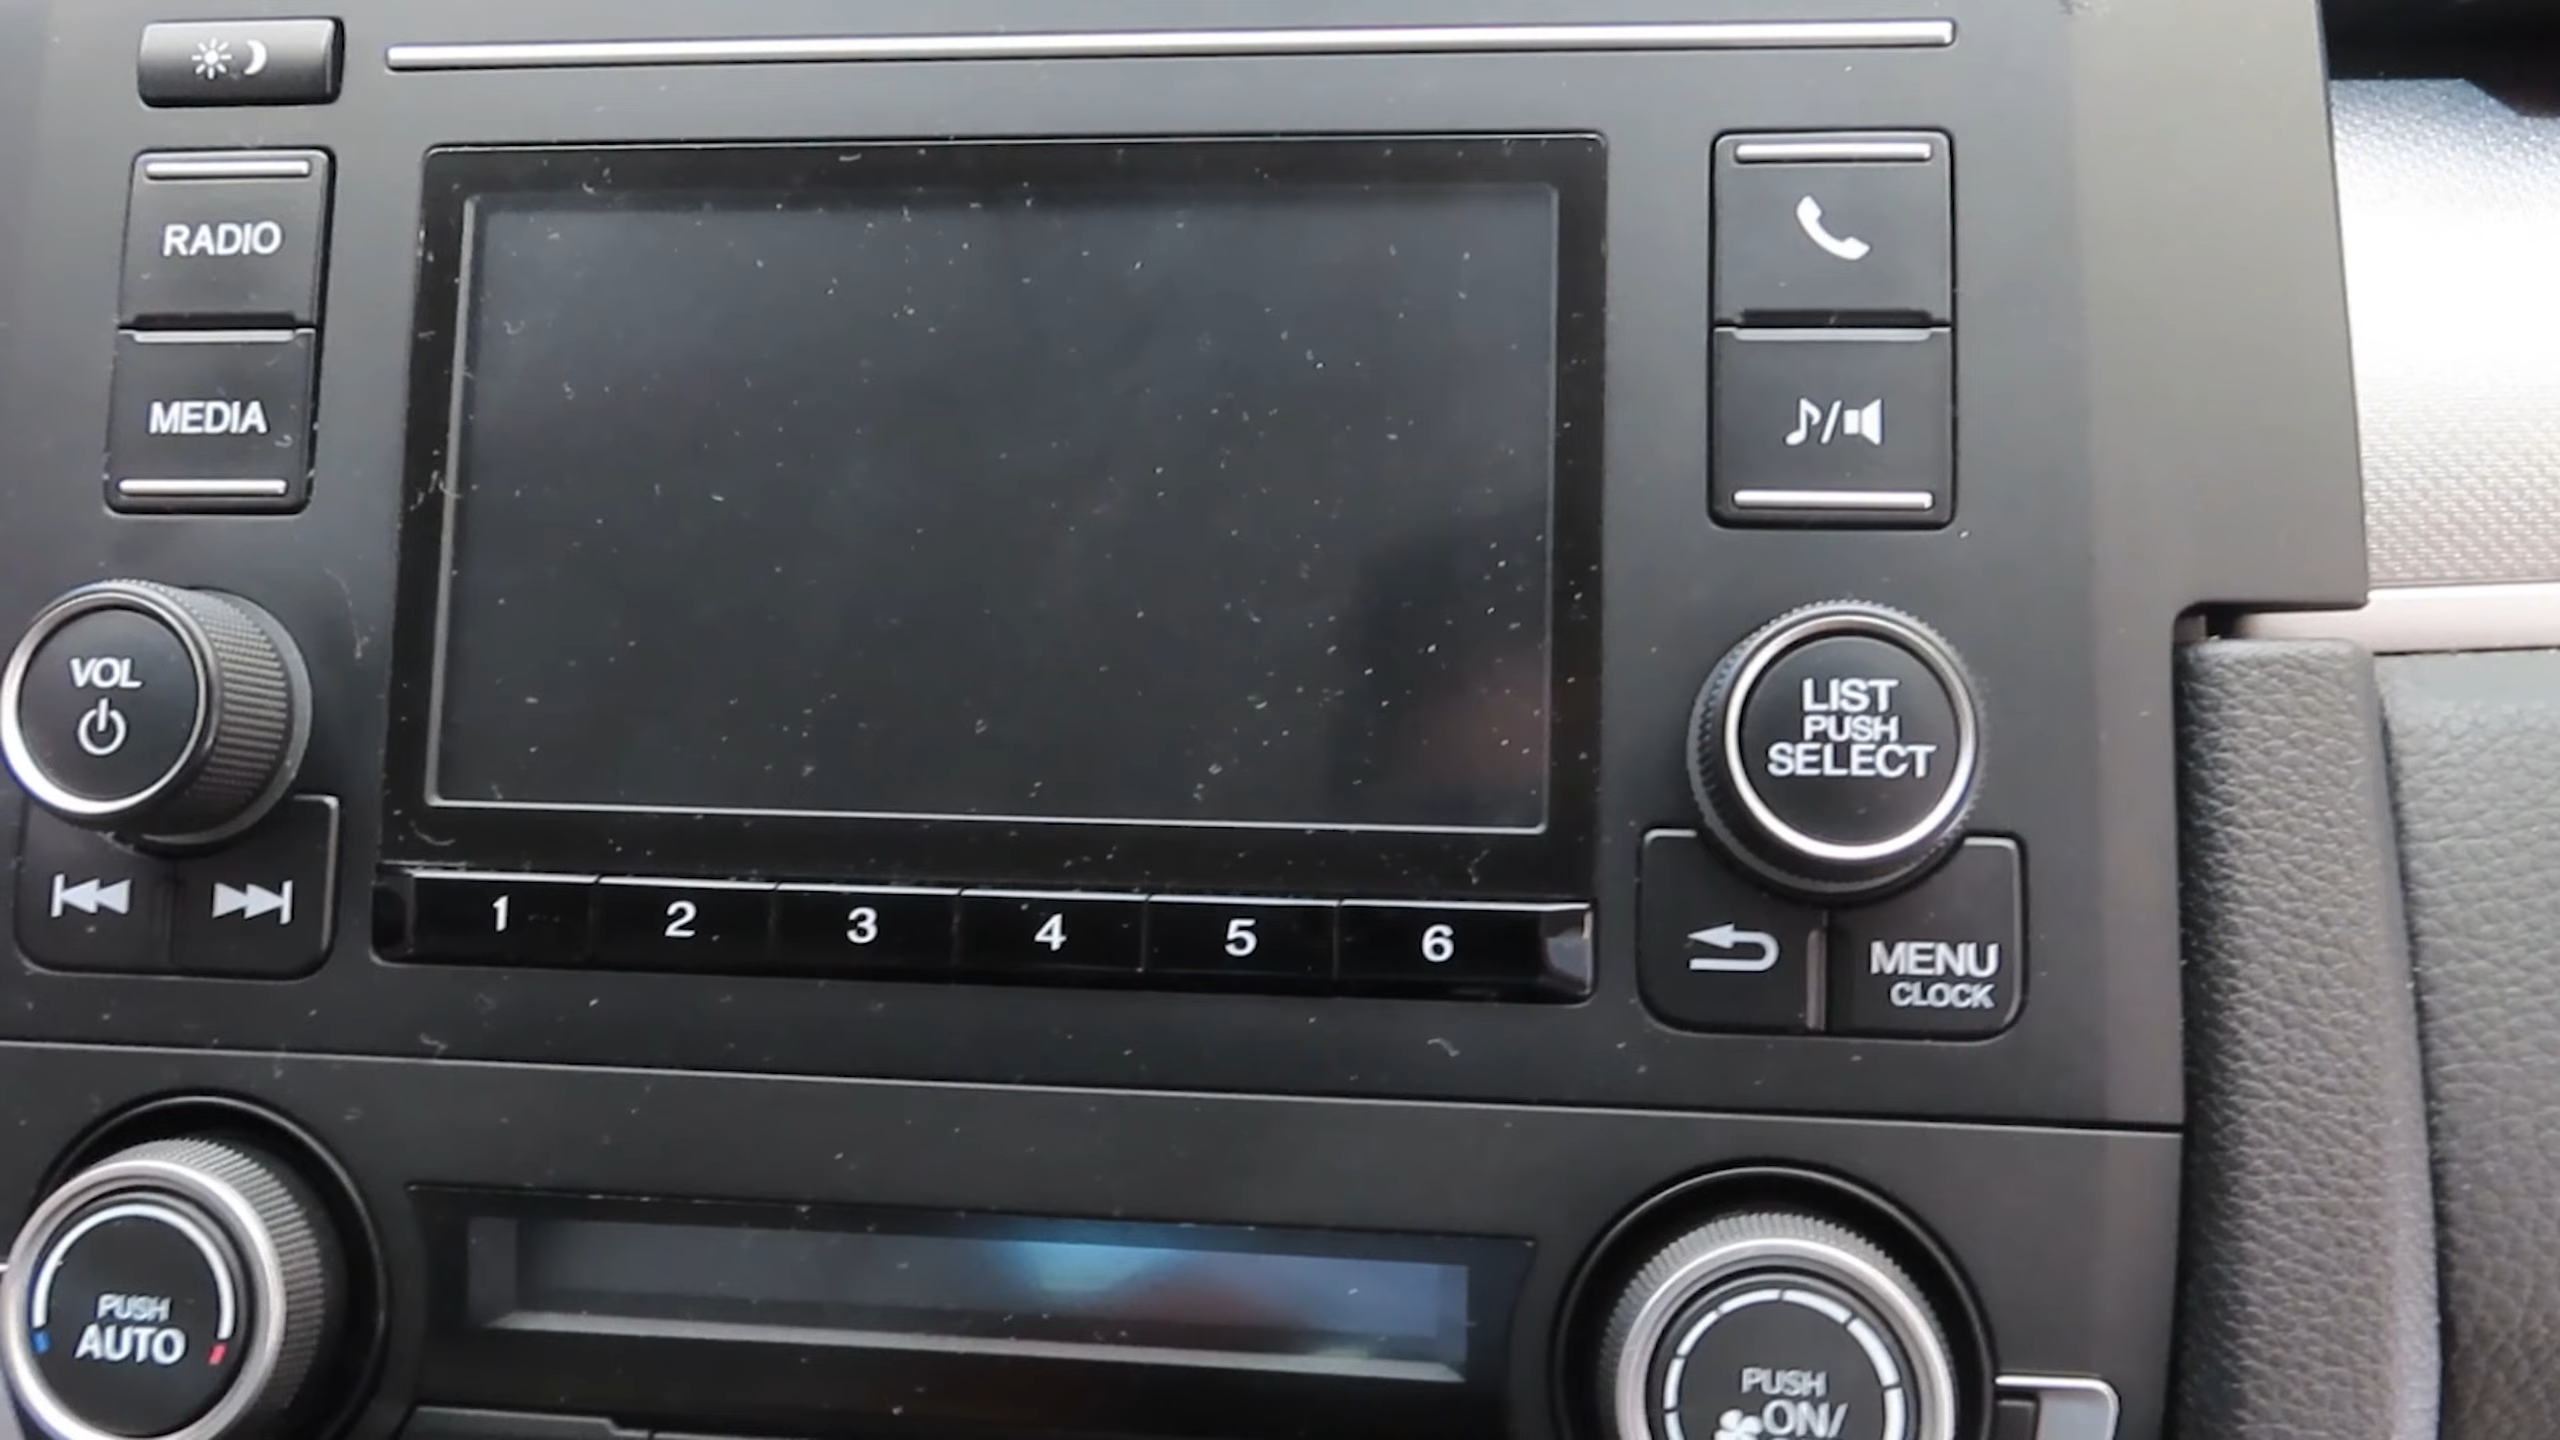 RADIO
MEDIA
VOL
LIST
PUSH
SELECT
1 2 3 4 5 6
MENU
CLOCK
PUSH
AUTO
PUSH
ON/